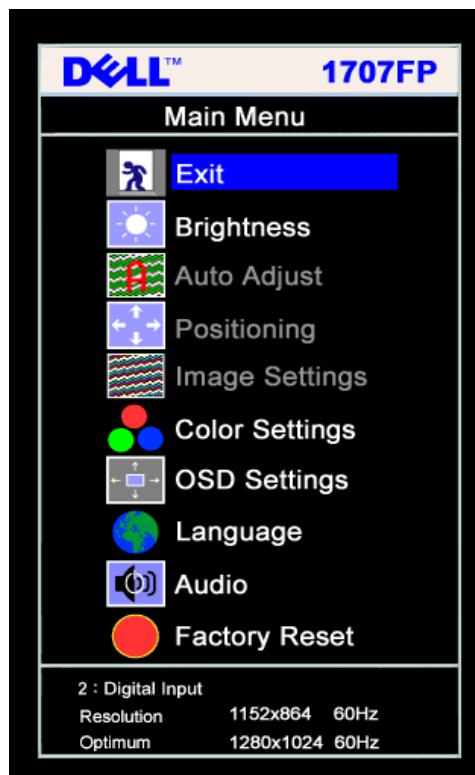 DELL™ 1707FP
Main Menu
Exit
Brightness
Auto Adjust
Positioning
Image Settings
Color Settings
OSD Settings
Language
Audio
Factory Reset
2 : Digital Input
Resolution 1152x864 60Hz
Optimum 1280x1024 60Hz